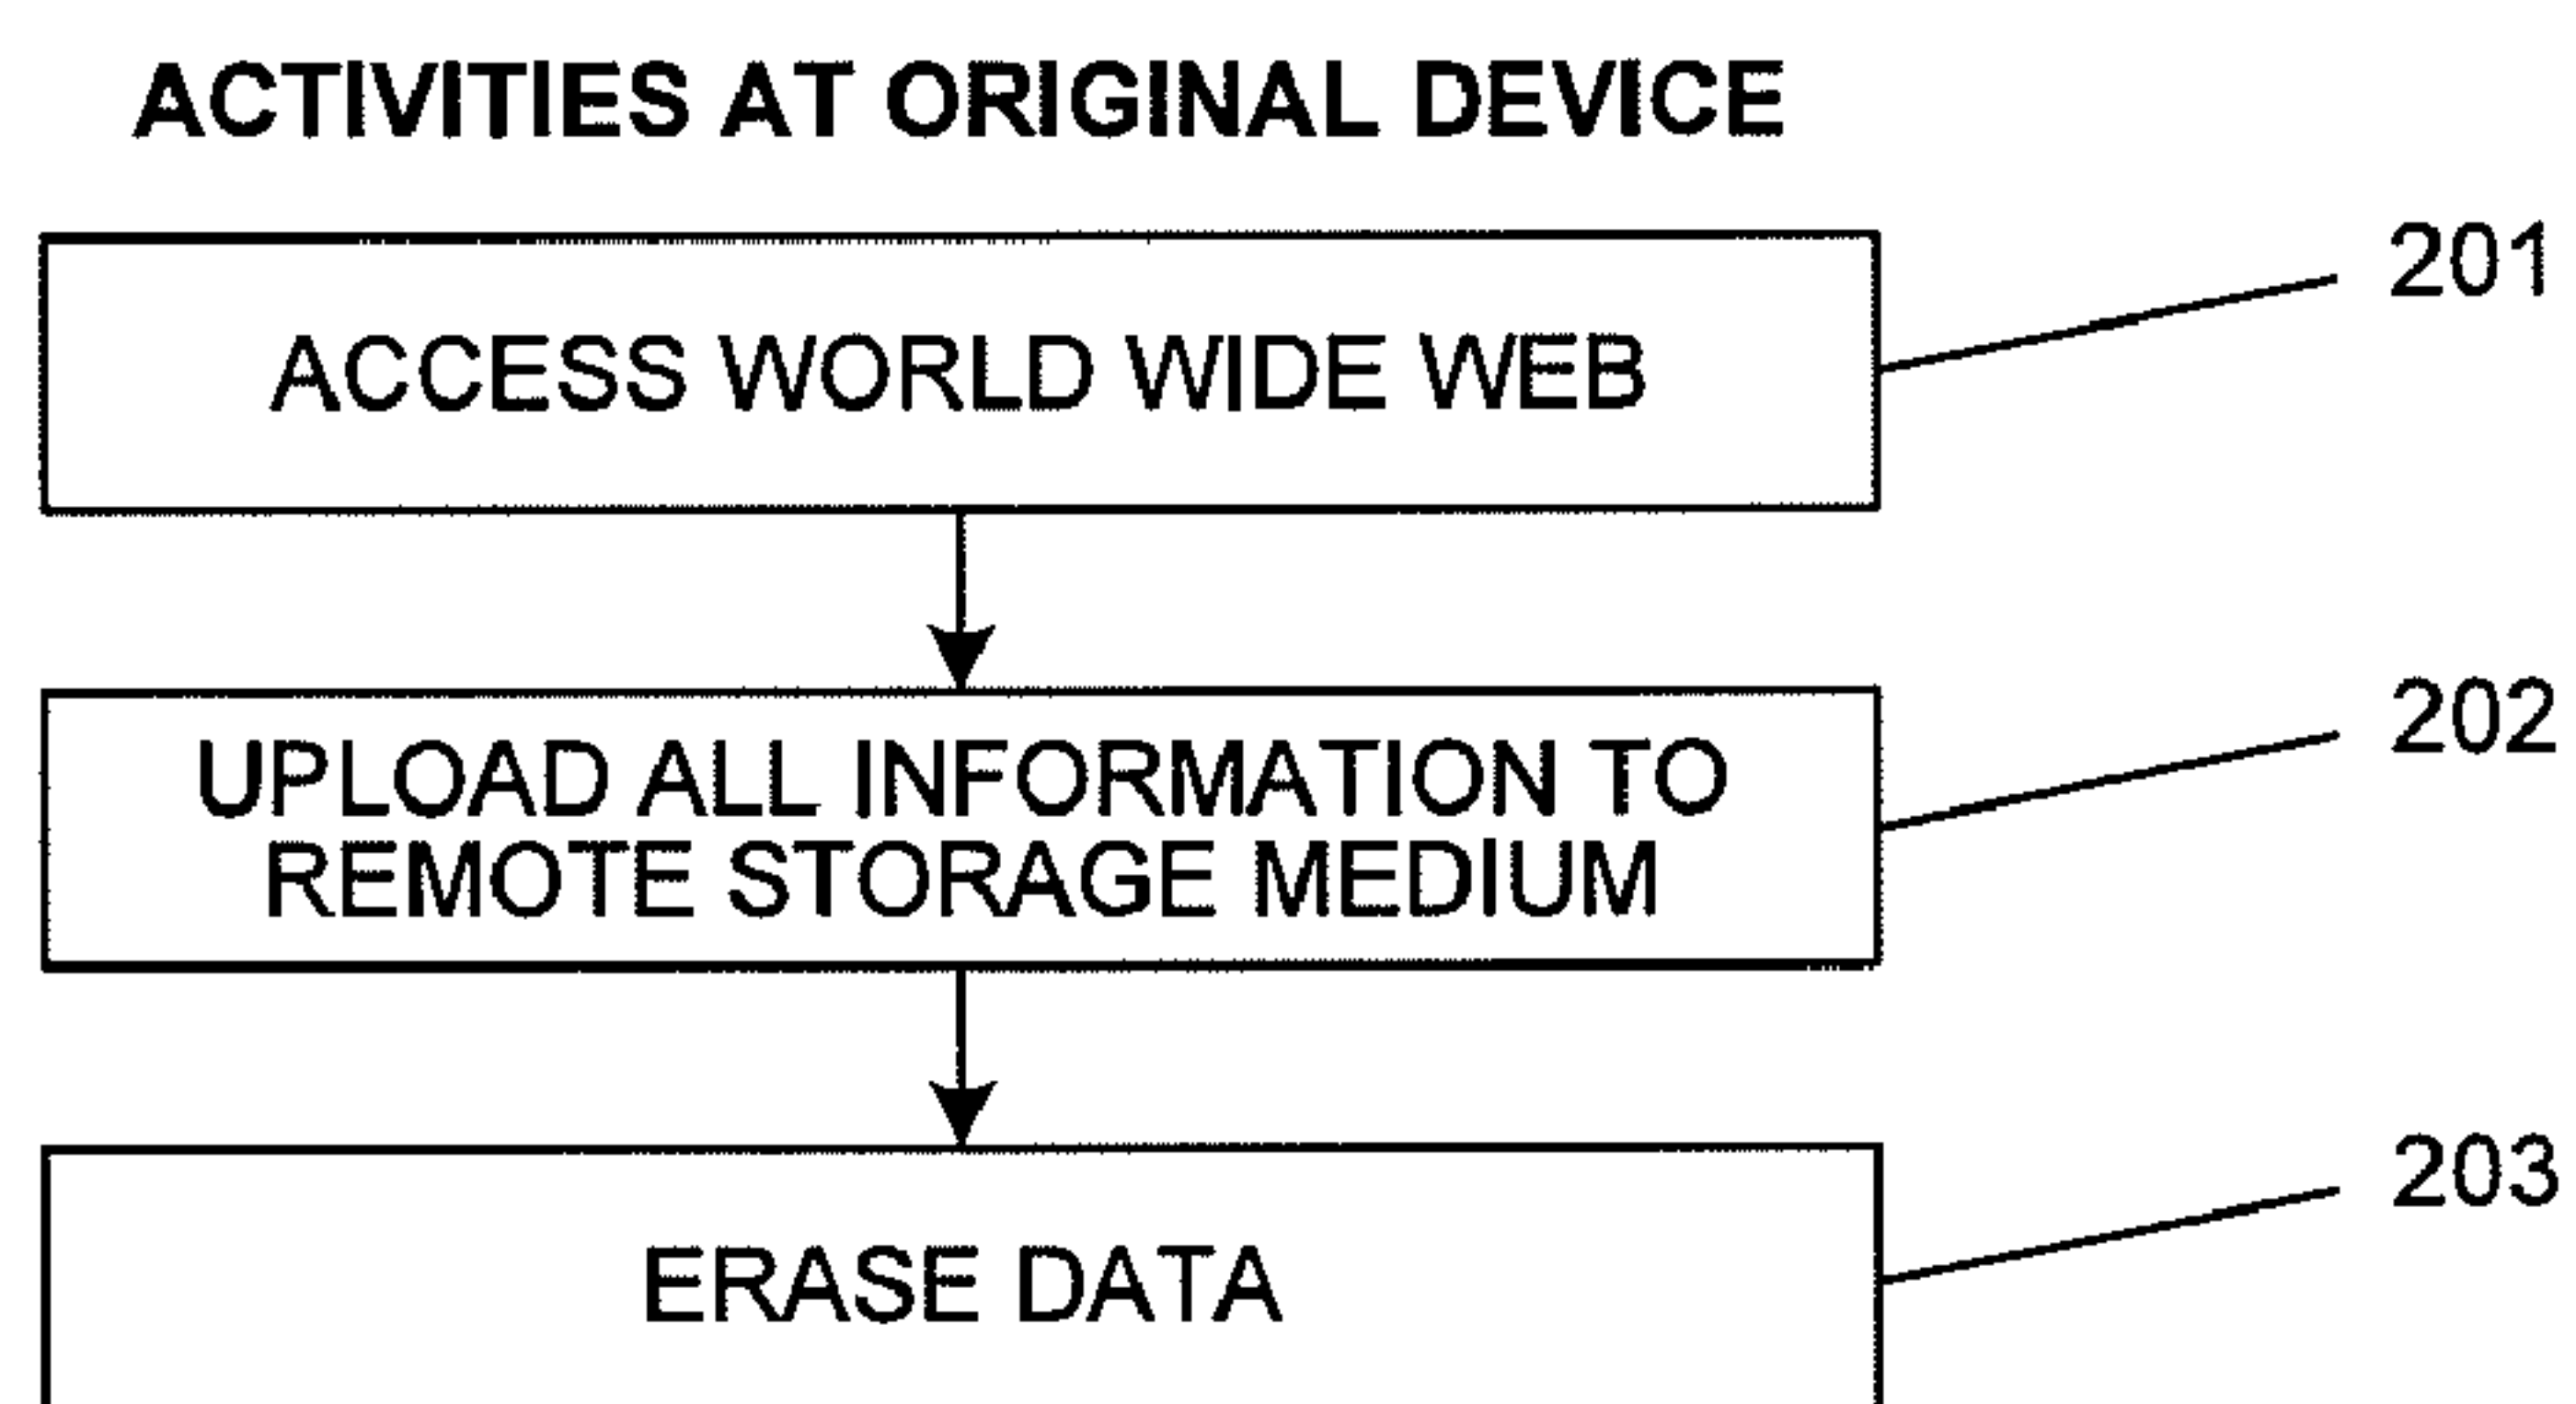 ACTIVITIES AT ORIGINAL DEVICE
201
ACCESS WORLD WIDE WEB
202
UPLOAD ALL INFORMATION TO
REMOTE STORAGE MEDIUM
203
ERASE DATA